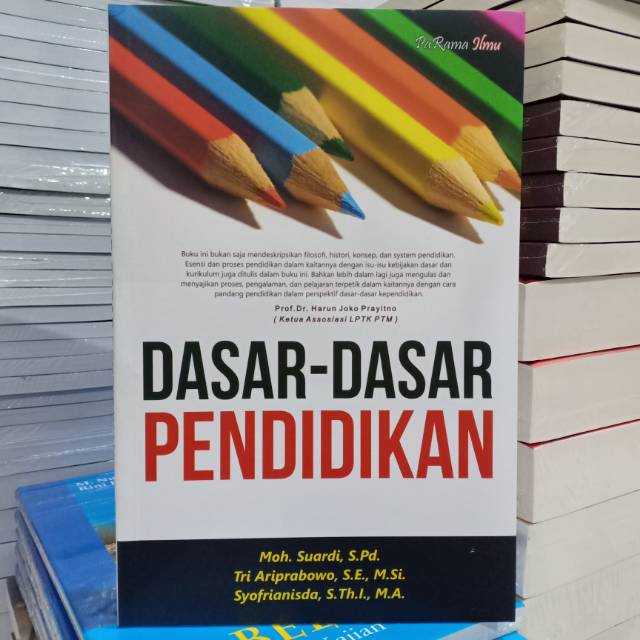 PaRama Ilmu
Buku ini bukan saja mendeskripsikan filosofi, histori, konsep, dan system pendidikan.
Esensi dan proses pendidikan dalam kaitannya dengan isu-isu kebijakan dasar dan
kurikulum juga ditulis dalam buku ini. Bahkan lebih dalam lagi juga mengulas dan
menyajikan proses, pengalaman, dan pelajaran terpetik dalam kaitannya dengan cara
pandang pendidikan dalam perspektif dasar-dasar kependidikan.
Prof.Dr. Harun Joko Prayitno
( Ketua Assosiasi LPTK PTM )
DASAR-DASAR
PENDIDIKAN
Moh. Suardi, S.Pd.
Tri Ariprabowo, S.E., M.Si.
Syofrianisda, S.Th.I., M.A.